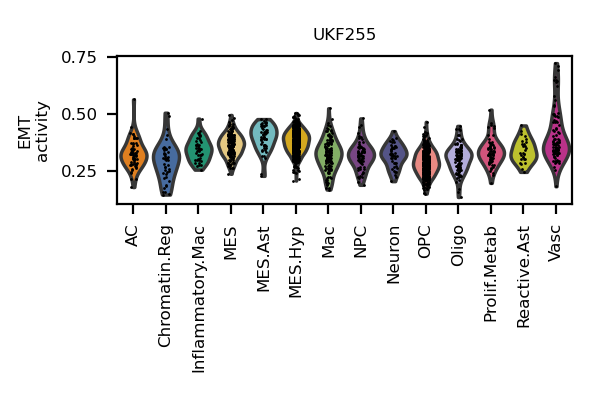 UKF255
EMT
activity
0.75
0.50
0.25
AC
Chromatin.Reg
Inflammatory.Mac
MES
MES.Ast
MES.Hyp
Mac
NPC
Neuron
OPC
Oligo
Prolif.Metab
Reactive.Ast
Vasc